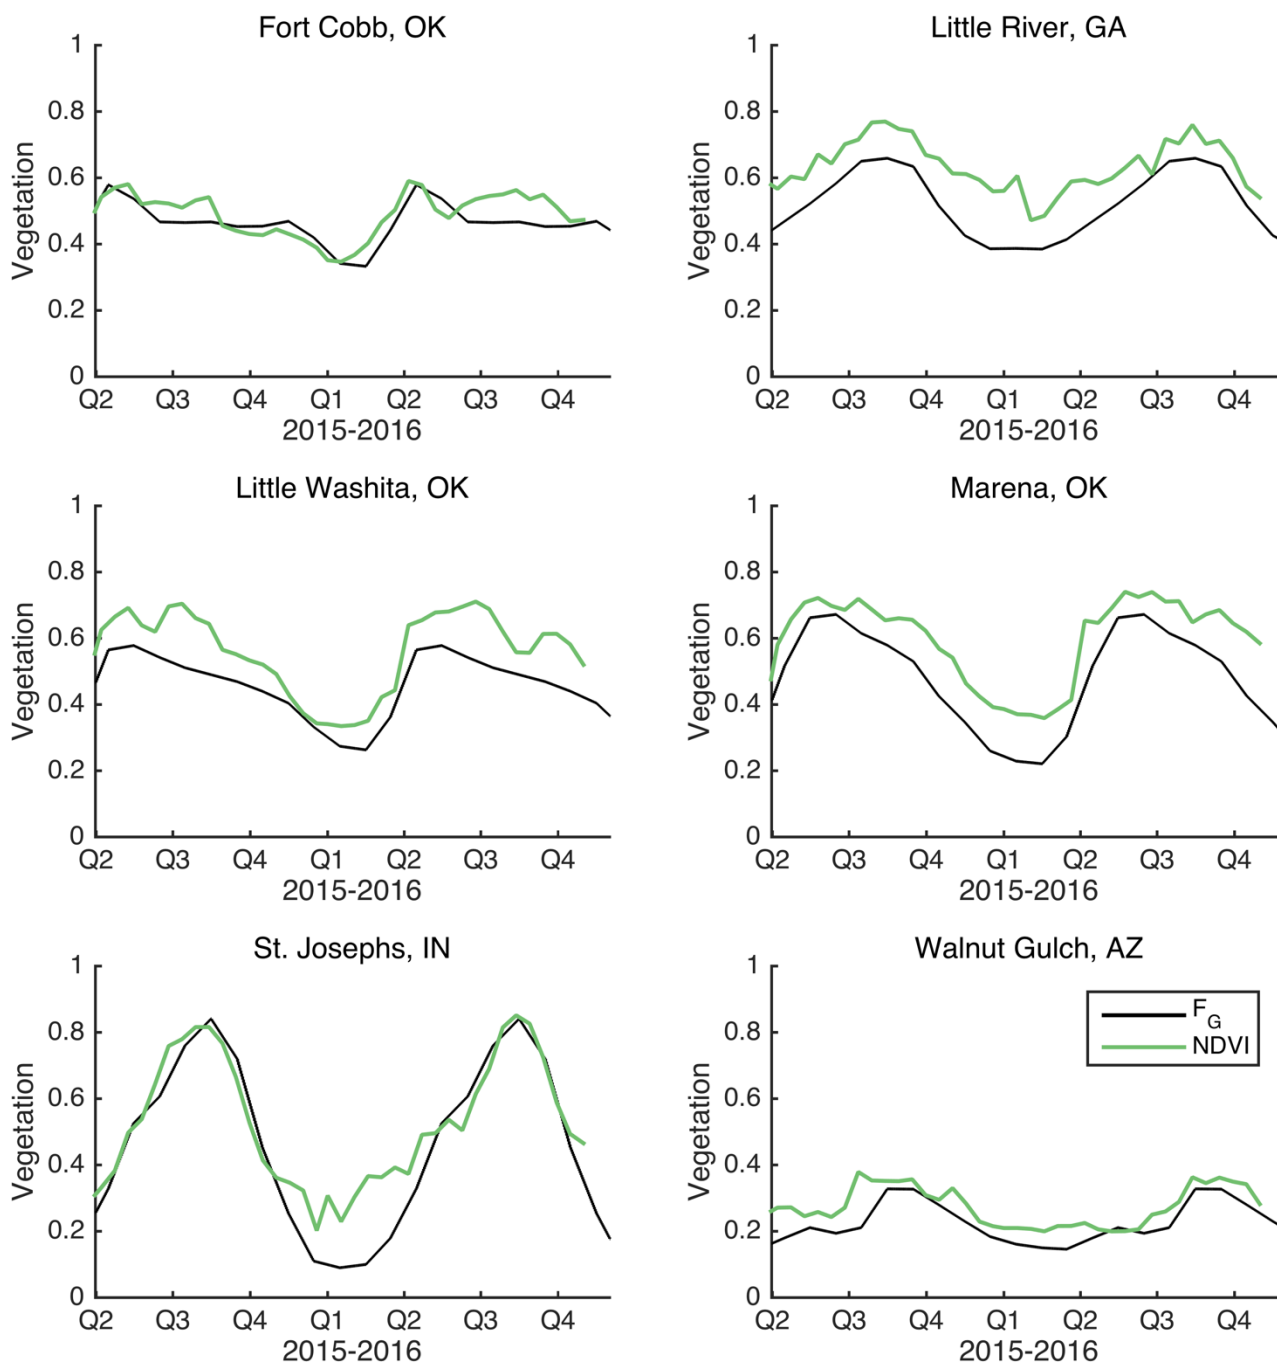 Fort Cobb, OK
Vegetation
1
0.8
0.6
0.4
0.2
0
Q2 Q3 Q4 Q1 Q2 Q3 Q4
2015-2016
Little River, GA
Vegetation
1
0.8
0.6
0.4
0.2
0
Q2 Q3 Q4 Q1 Q2 Q3 Q4
2015-2016
Little Washita, OK
Vegetation
1
0.8
0.6
0.4
0.2
0
Q2 Q3 Q4 Q1 Q2 Q3 Q4
2015-2016
Marena, OK
Vegetation
1
0.8
0.6
0.4
0.2
0
Q2 Q3 Q4 Q1 Q2 Q3 Q4
2015-2016
St. Josephs, IN
Vegetation
1
0.8
0.6
0.4
0.2
0
Q2 Q3 Q4 Q1 Q2 Q3 Q4
2015-2016
Walnut Gulch, AZ
Vegetation
1
0.8
0.6
0.4
0.2
0
F_G
NDVI
Q2 Q3 Q4 Q1 Q2 Q3 Q4
2015-2016